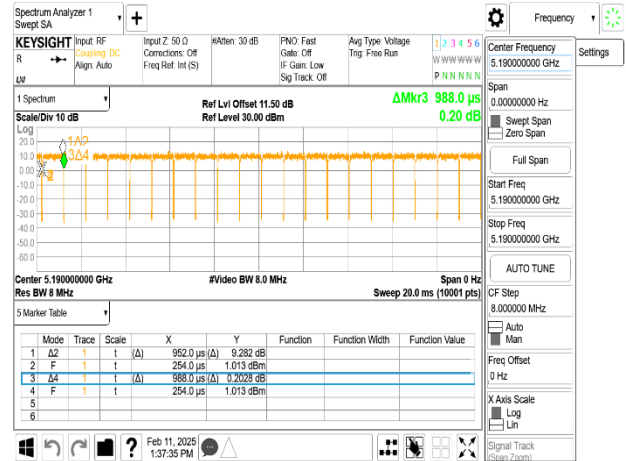 Spectrum Analyzer 1
Swept SA
Frequency
KEYSIGHT
R
Input: RF
Coupling: DC
Align: Auto
Input Z: 50 Ω
Corrections: Off
Freq Ref: Int (S)
#Atten: 30 dB
PNO: Fast
Gate: Off
IF Gain: Low
Sig Track: Off
Avg Type: Voltage
Trig: Free Run
1 2 3 4 5 6
W W W W W W
P N N N N N
Center Frequency
5.190000000 GHz
Settings
Span
0.00000000 Hz
Swept Span
Zero Span
Full Span
Start Freq
5.190000000 GHz
Stop Freq
5.190000000 GHz
AUTO TUNE
CF Step
8.000000 MHz
Auto
Man
Freq Offset
0 Hz
X Axis Scale
Log
Lin
Signal Track
(Span Zoom)
1 Spectrum
Scale/Div 10 dB
Ref Lvl Offset 11.50 dB
Ref Level 30.00 dBm
ΔMkr3 988.0 µs
0.20 dB
Log
20.0
10.0
0.00
-10.0
-20.0
-30.0
-40.0
-50.0
-60.0
1Δ2
3Δ4
Center 5.190000000 GHz
Res BW 8 MHz
#Video BW 8.0 MHz
Span 0 Hz
Sweep 20.0 ms (10001 pts)
5 Marker Table
Mode Trace Scale X Y Function Function Width Function Value
1 Δ2 1 t (Δ) 952.0 µs (Δ) 9.282 dB
2 F 1 t 254.0 µs 1.013 dBm
3 Δ4 1 t (Δ) 988.0 µs (Δ) 0.2028 dB
4 F 1 t 254.0 µs 1.013 dBm
5
6
Feb 11, 2025
1:37:35 PM